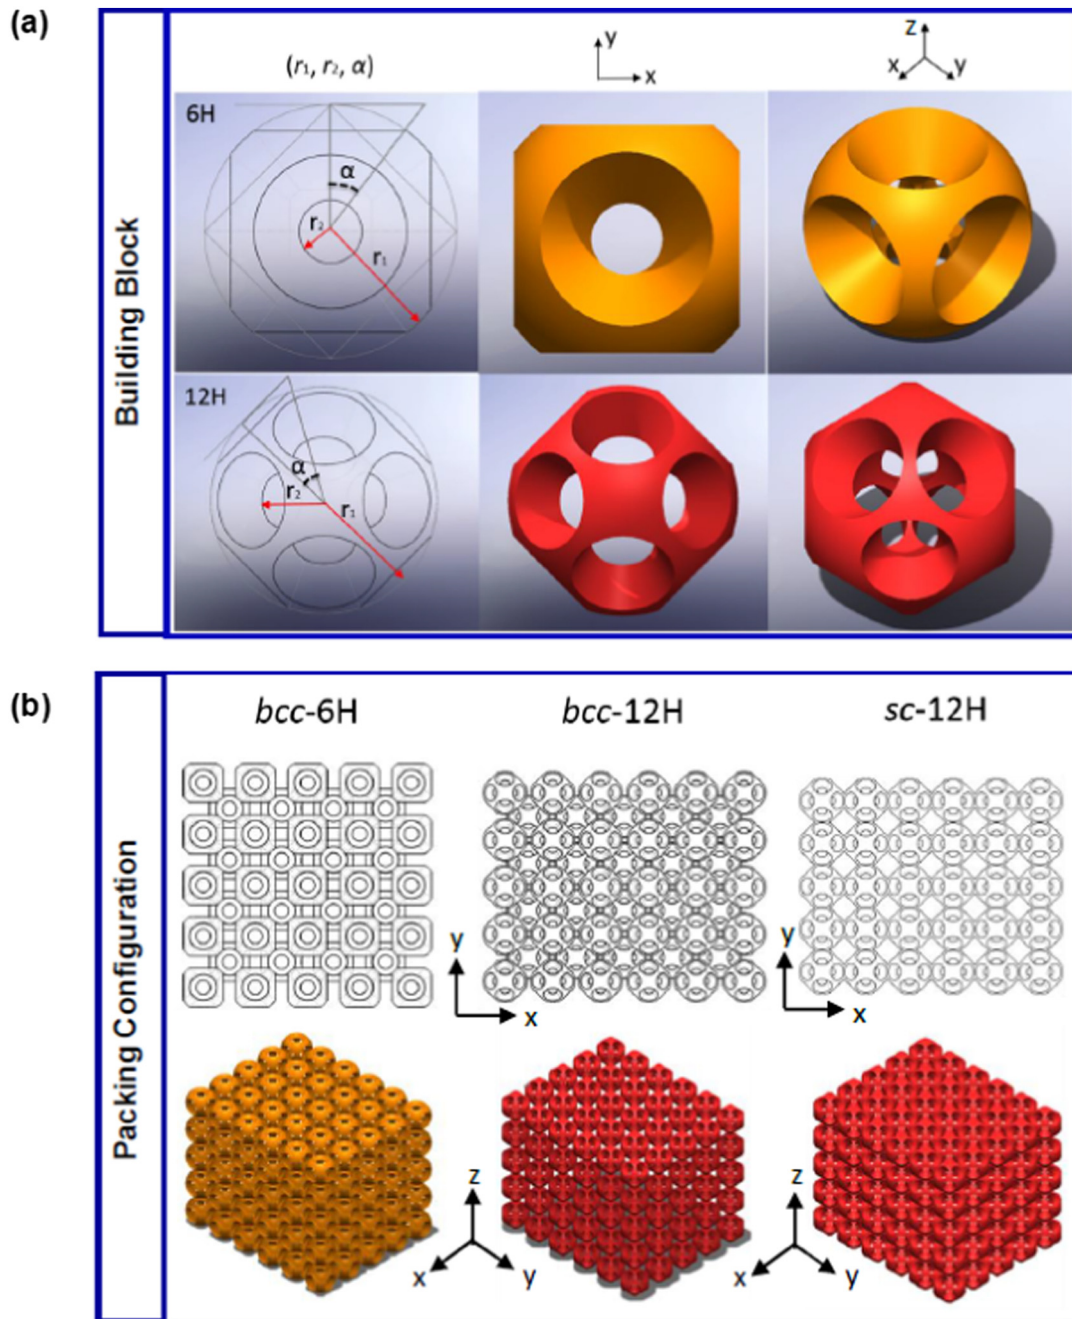 (a)
Building Block
(r₁, r₂, α)
y
x
z
x
y
6H
α
r₂
r₁
12H
α
r₂
r₁
(b)
Packing Configuration
bcc-6H
bcc-12H
sc-12H
y
x
y
x
z
x
y
z
x
y